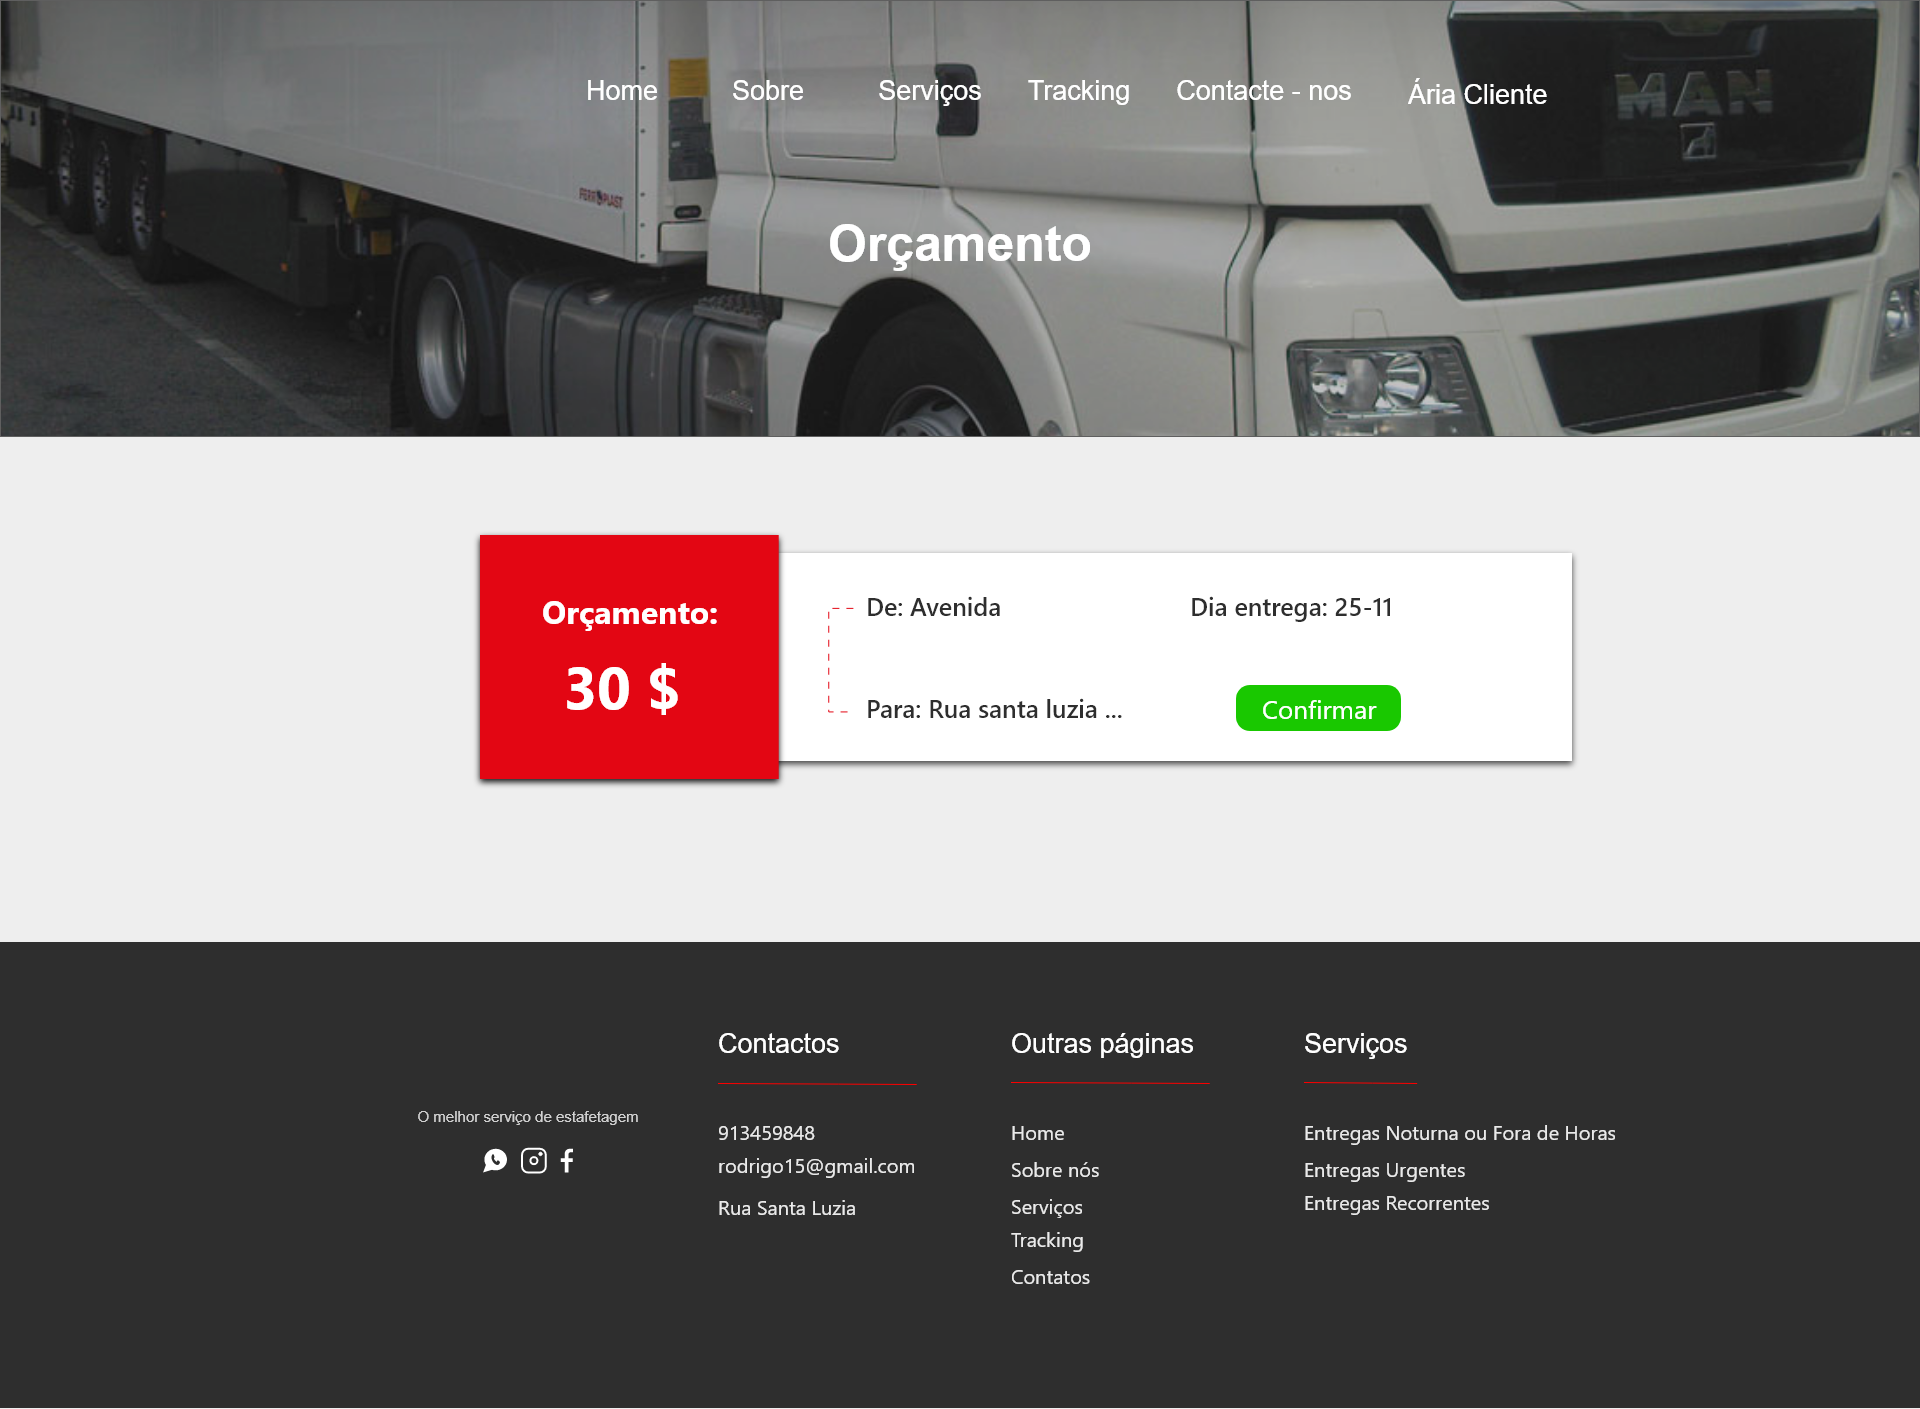 Home Sobre Serviços Tracking Contacte - nos Ária Cliente
MAN
FERROPLAST
Orçamento
Orçamento:
30 $
De: Avenida
Dia entrega: 25-11
Para: Rua santa luzia ...
Confirmar
O melhor serviço de estafetagem
Contactos
913459848
rodrigo15@gmail.com
Rua Santa Luzia
Outras páginas
Home
Sobre nós
Serviços
Tracking
Contatos
Serviços
Entregas Noturna ou Fora de Horas
Entregas Urgentes
Entregas Recorrentes